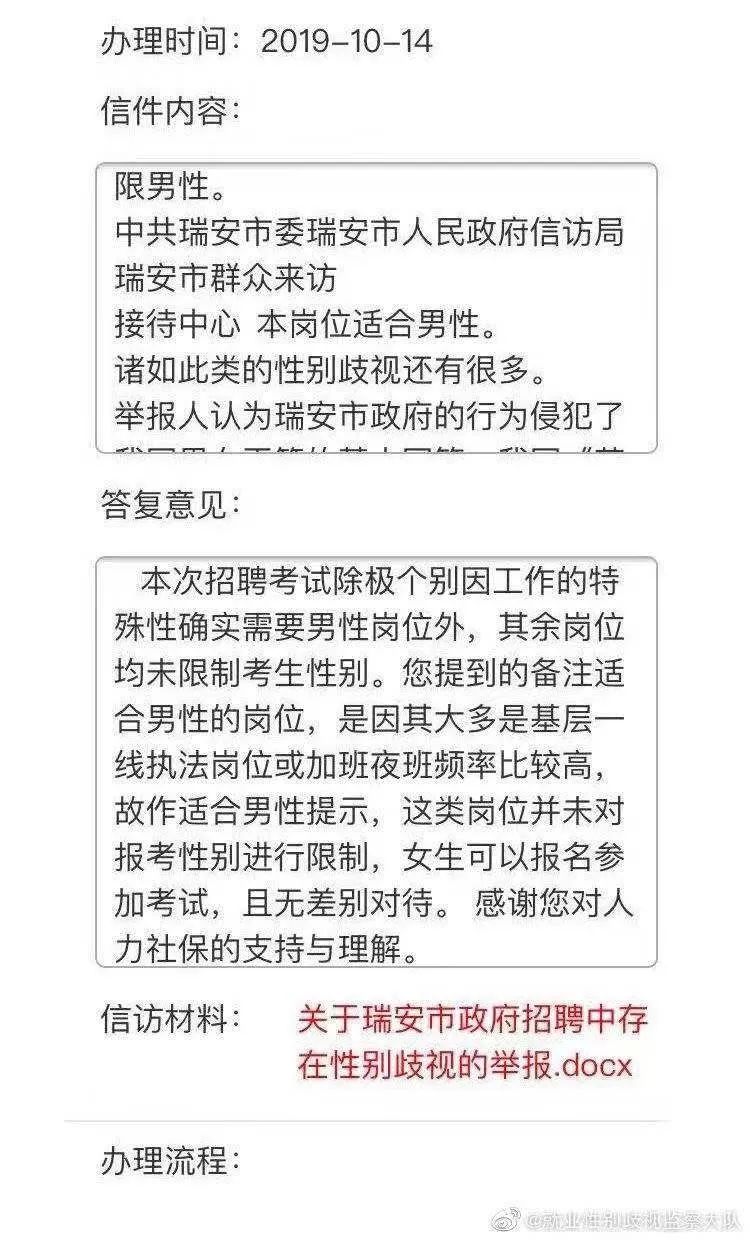 办理时间：2019-10-14
信件内容：
限男性。
中共瑞安市委瑞安市人民政府信访局
瑞安市群众来访
接待中心 本岗位适合男性。
诸如此类的性别歧视还有很多。
举报人认为瑞安市政府的行为侵犯了
答复意见：
本次招聘考试除极个别因工作的特
殊性确实需要男性岗位外，其余岗位
均未限制考生性别。您提到的备注适
合男性的岗位，是因其大多是基层一
线执法岗位或加班夜班频率比较高，
故作适合男性提示，这类岗位并未对
报考性别进行限制，女生可以报名参
加考试，且无差别对待。 感谢您对人
力社保的支持与理解。
信访材料： 关于瑞安市政府招聘中存
在性别歧视的举报.docx
办理流程：
@就业性别歧视监察大队